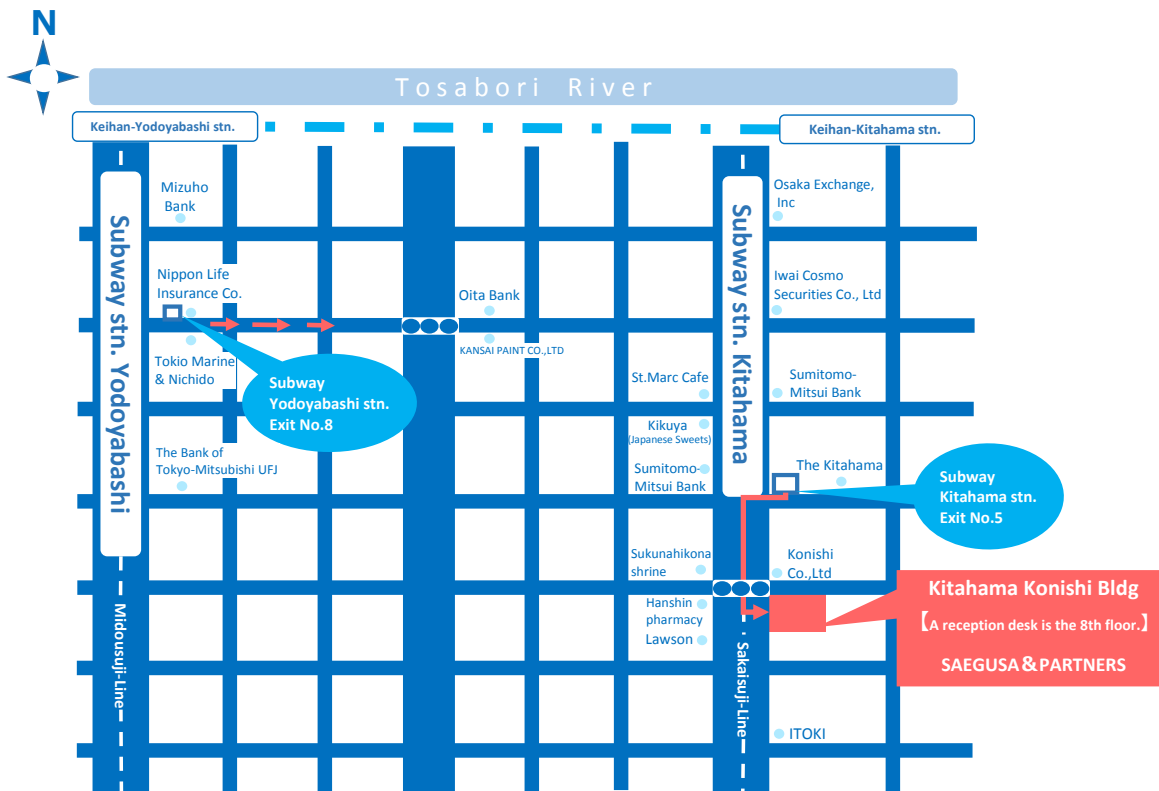 N
Tosabori River
Keihan-Yodoyabashi stn.
Keihan-Kitahama stn.
Subway stn. Yodoyabashi
Mizuho
Bank
Subway stn. Kitahama
Osaka Exchange,
Inc
Nippon Life
Insurance Co.
Oita Bank
Iwai Cosmo
Securities Co., Ltd
Tokio Marine
& Nichido
KANSAI PAINT CO.,LTD
Subway
Yodoyabashi stn.
Exit No.8
St.Marc Cafe
Sumitomo-
Mitsui Bank
Kikuya
(Japanese Sweets)
The Bank of
Tokyo-Mitsubishi UFJ
Sumitomo-
Mitsui Bank
The Kitahama
Subway
Kitahama stn.
Exit No.5
Sukunahikona
shrine
Konishi
Co.,Ltd
Kitahama Konishi Bldg
【A reception desk is the 8th floor.】
SAEGUSA&PARTNERS
Hanshin
pharmacy
Lawson
Midousuji-Line
Sakaisuji-Line
ITOKI